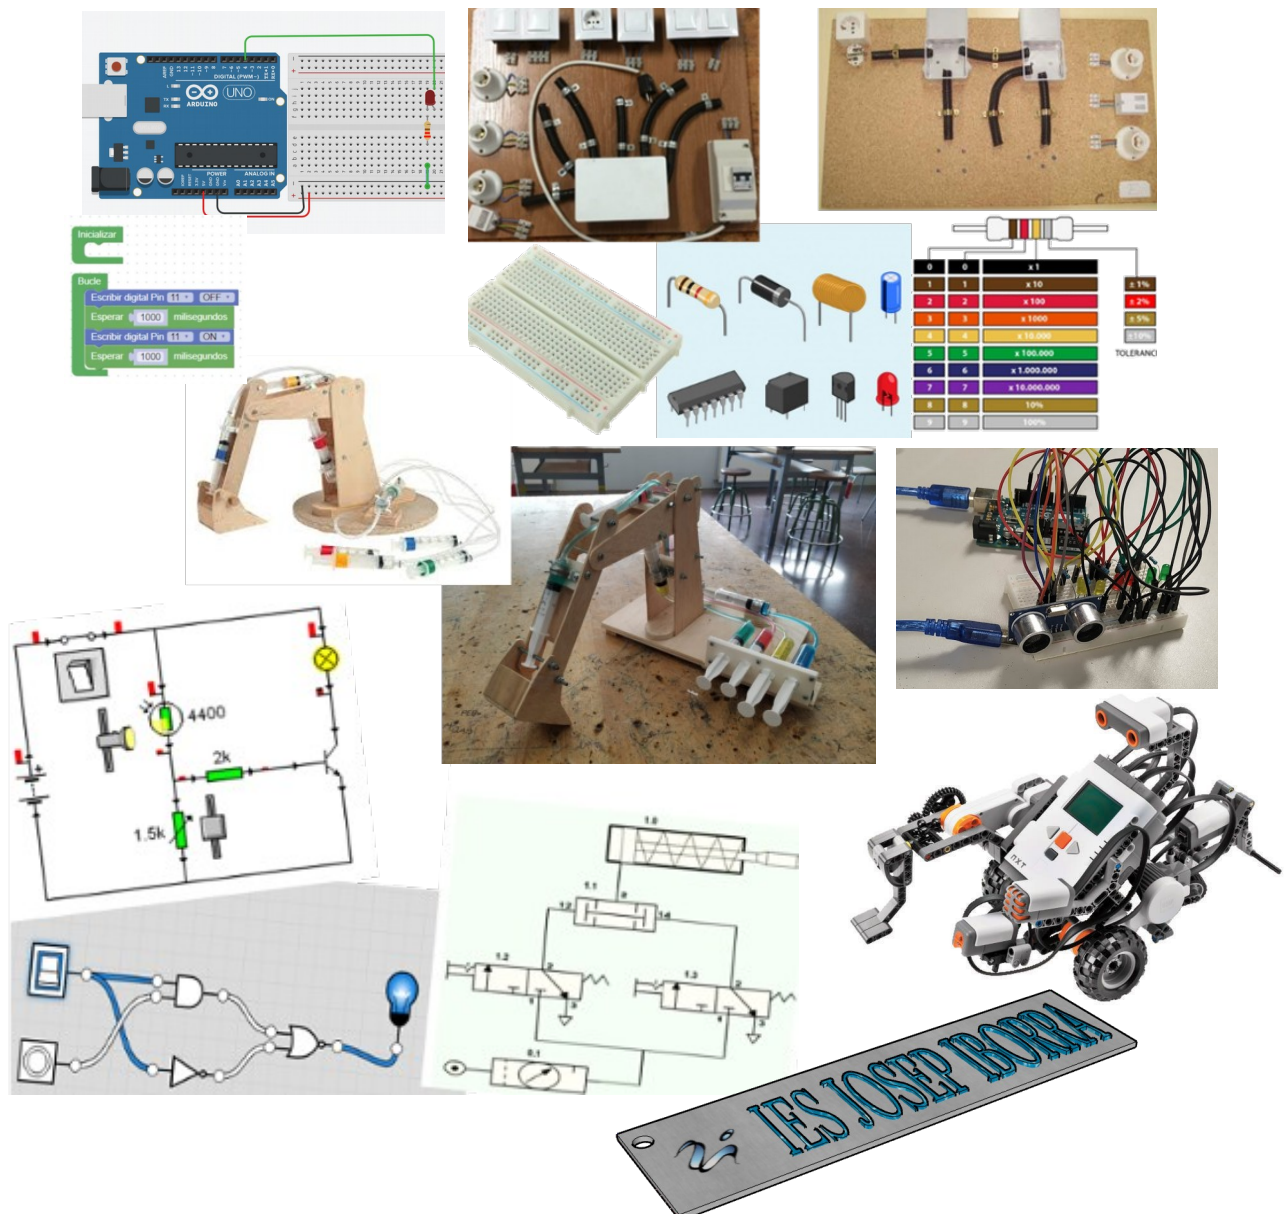 DIGITAL (PWM~)
UNO
ARDUINO
POWER
ANALOG IN
Inicializar
Bucle
Escribir digital Pin 11 OFF
Esperar 1000 milisegundos
Escribir digital Pin 11 ON
Esperar 1000 milisegundos
0 0 x 1
1 1 x 10 ± 1%
2 2 x 100 ± 2%
3 3 x 1000 ± 5%
4 4 x 10.000 ±10%
5 5 x 100.000 TOLERANCI
6 6 x 1.000.000
7 7 x 10.000.000
8 8 10%
9 9 100%
4400
2k
1.5k
1.0
1.1
2
12 14
1.2 2
1 3
1.3 2
1 3
0.1
NXT
IES JOSEP IBORRA